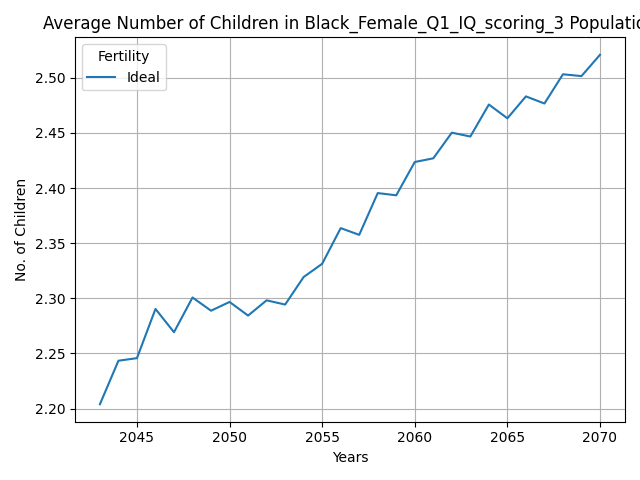 Average Number of Children in Black_Female_Q1_IQ_scoring_3 Populatio
Fertility
Ideal
No. of Children
2.50
2.45
2.40
2.35
2.30
2.25
2.20
2045 2050 2055 2060 2065 2070
Years